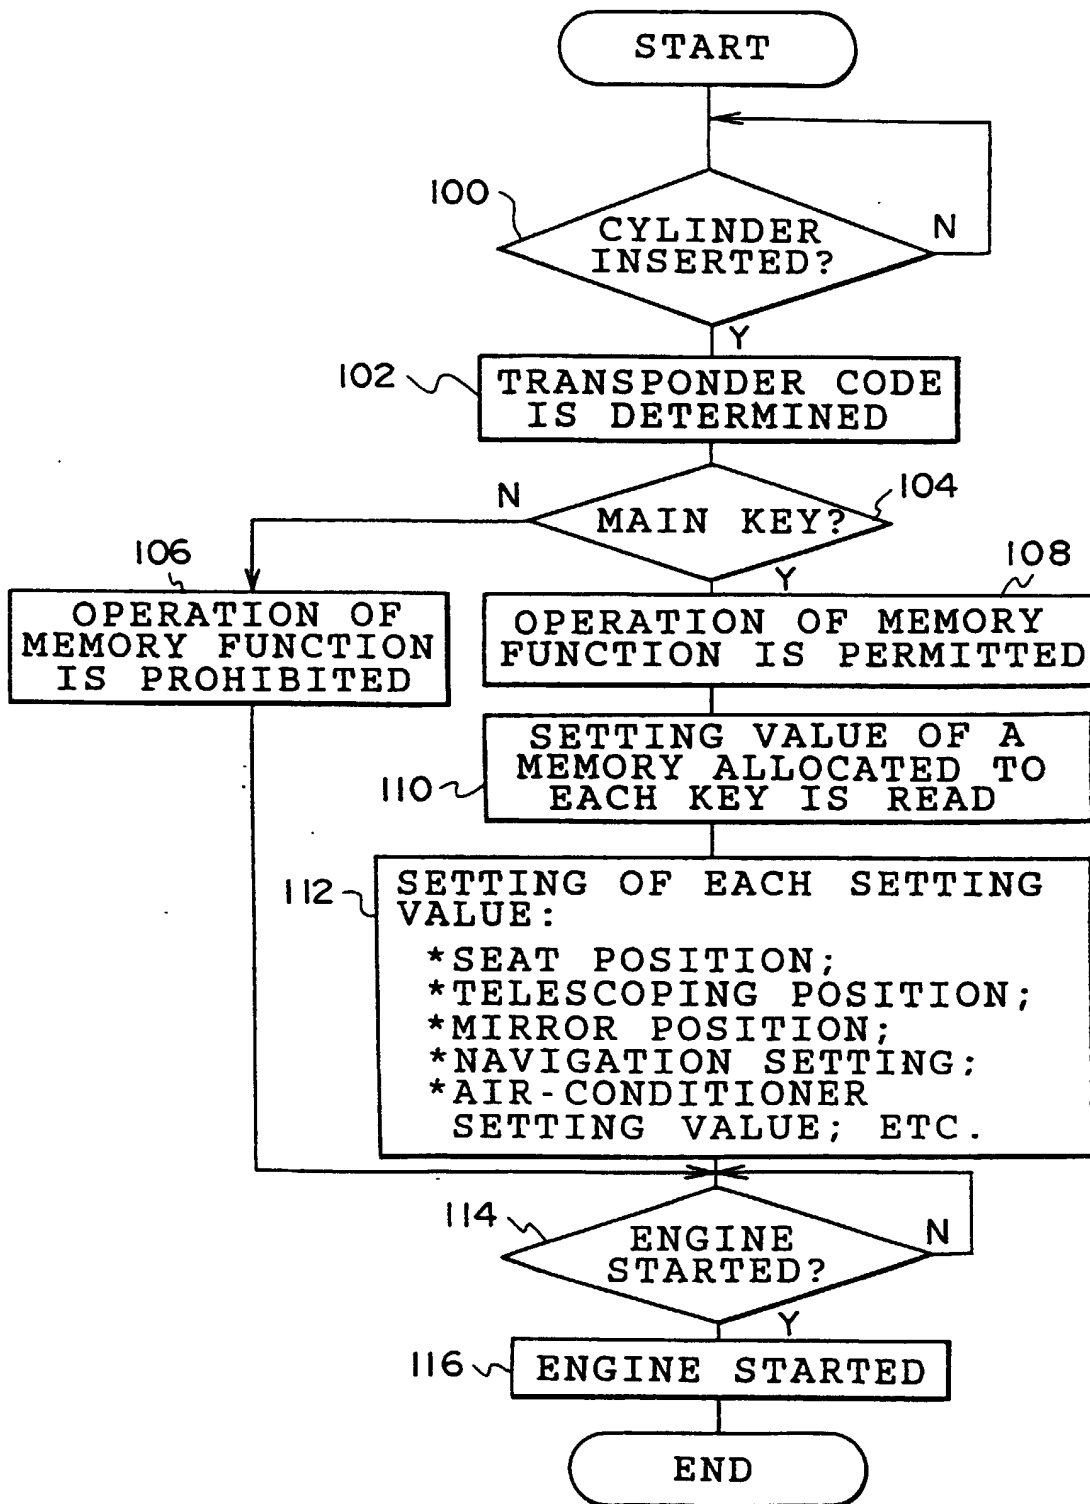 START
100
CYLINDER
INSERTED?
N
Y
102
TRANSPONDER CODE
IS DETERMINED
N
MAIN KEY?
104
Y
106
OPERATION OF
MEMORY FUNCTION
IS PROHIBITED
108
OPERATION OF MEMORY
FUNCTION IS PERMITTED
110
SETTING VALUE OF A
MEMORY ALLOCATED TO
EACH KEY IS READ
112
SETTING OF EACH SETTING
VALUE:
*SEAT POSITION;
*TELESCOPING POSITION;
*MIRROR POSITION;
*NAVIGATION SETTING;
*AIR-CONDITIONER
SETTING VALUE; ETC.
114
ENGINE
STARTED?
N
Y
116
ENGINE STARTED
END